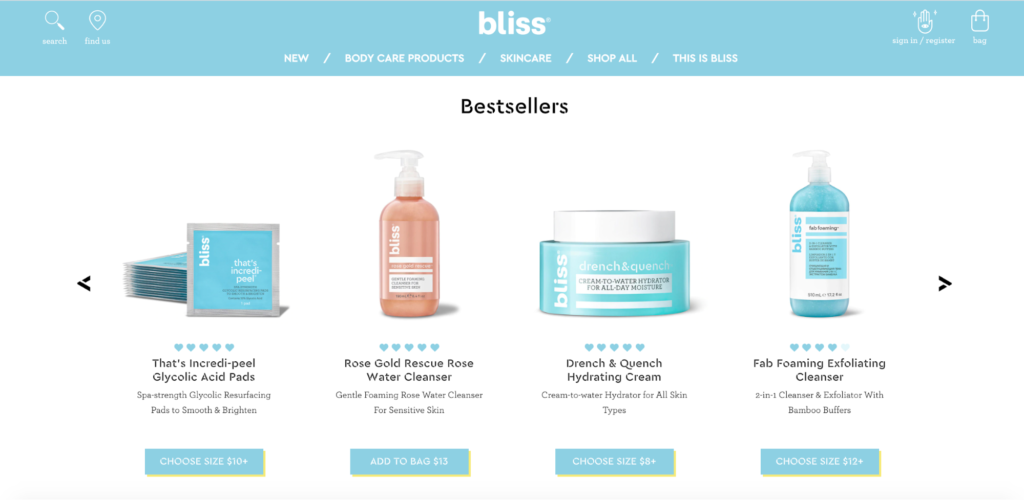 bliss
search
find us
sign in / register
bag
NEW / BODY CARE PRODUCTS / SKINCARE / SHOP ALL / THIS IS BLISS
Bestsellers
<
>
bliss
that's
incredi-
peel
bliss
rose gold rescue
GENTLE FOAMING
CLEANSER FOR
SENSITIVE SKIN
bliss
drench & quench
CREAM-TO-WATER HYDRATOR
FOR ALL-DAY MOISTURE
bliss
fab foaming
That's Incredi-peel
Glycolic Acid Pads
Spa-strength Glycolic Resurfacing
Pads to Smooth & Brighten
CHOOSE SIZE $10+
Rose Gold Rescue Rose
Water Cleanser
Gentle Foaming Rose Water Cleanser
For Sensitive Skin
ADD TO BAG $13
Drench & Quench
Hydrating Cream
Cream-to-water Hydrator for All Skin
Types
CHOOSE SIZE $8+
Fab Foaming Exfoliating
Cleanser
2-in-1 Cleanser & Exfoliator With
Bamboo Buffers
CHOOSE SIZE $12+